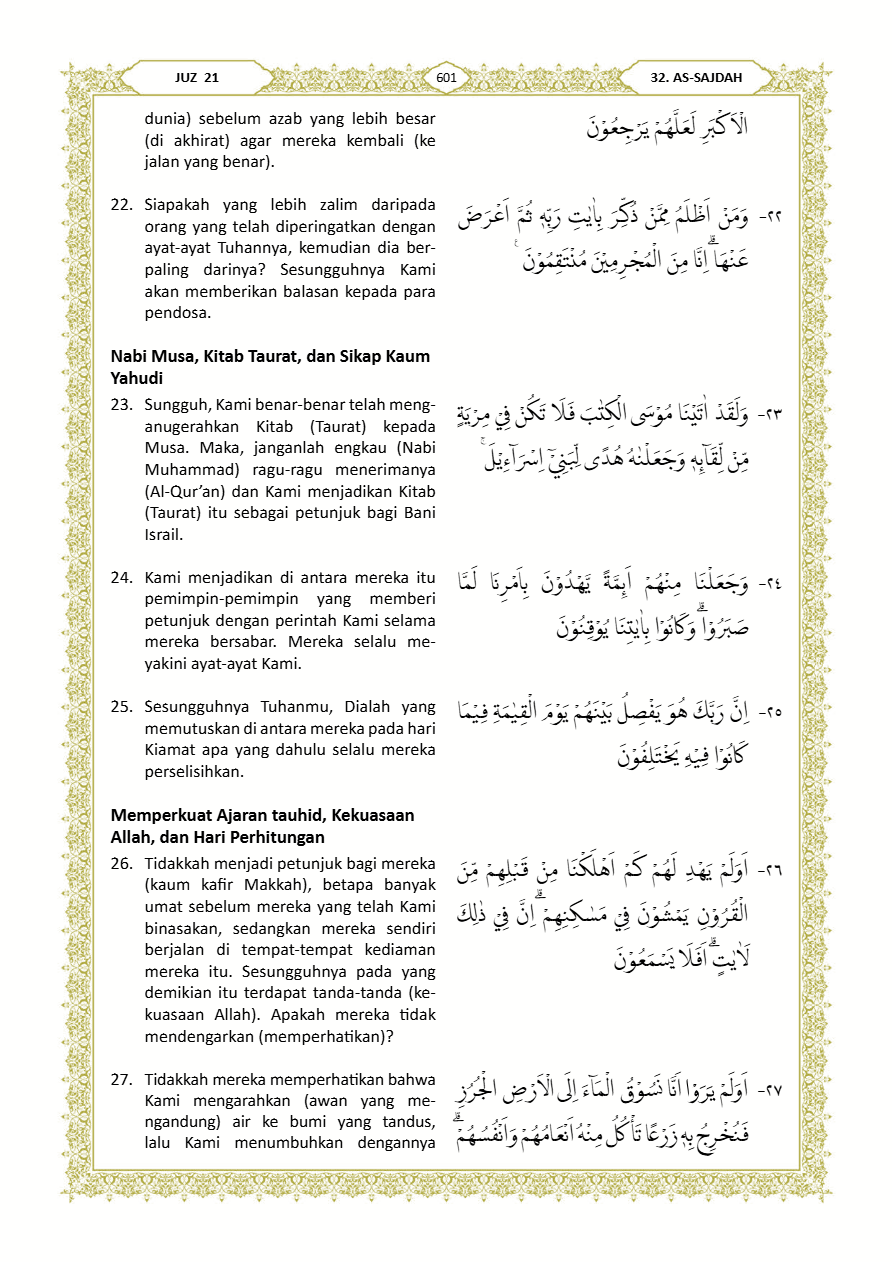 JUZ 21
601
32. AS-SAJDAH
dunia) sebelum azab yang lebih besar
(di akhirat) agar mereka kembali (ke
jalan yang benar).
الْاَكْبَرِ لَعَلَّهُمْ يَرْجِعُوْنَ
22. Siapakah yang lebih zalim daripada
orang yang telah diperingatkan dengan
ayat-ayat Tuhannya, kemudian dia ber-
paling darinya? Sesungguhnya Kami
akan memberikan balasan kepada para
pendosa.
٢٢- وَمَنْ اَظْلَمُ مِمَّنْ ذُكِّرَ بِاٰيٰتِ رَبِّهٖ ثُمَّ اَعْرَضَ
عَنْهَاۗ اِنَّا مِنَ الْمُجْرِمِيْنَ مُنْتَقِمُوْنَ ࣖ
Nabi Musa, Kitab Taurat, dan Sikap Kaum
Yahudi
23. Sungguh, Kami benar-benar telah meng-
anugerahkan Kitab (Taurat) kepada
Musa. Maka, janganlah engkau (Nabi
Muhammad) ragu-ragu menerimanya
(Al-Qur’an) dan Kami menjadikan Kitab
(Taurat) itu sebagai petunjuk bagi Bani
Israil.
٢٣- وَلَقَدْ اٰتَيْنَا مُوْسَى الْكِتٰبَ فَلَا تَكُنْ فِيْ مِرْيَةٍ
مِّنْ لِّقَاۤىِٕهٖ وَجَعَلْنٰهُ هُدًى لِّبَنِيْٓ اِسْرَاۤءِيْلَۚ
24. Kami menjadikan di antara mereka itu
pemimpin-pemimpin yang memberi
petunjuk dengan perintah Kami selama
mereka bersabar. Mereka selalu me-
yakini ayat-ayat Kami.
٢٤- وَجَعَلْنَا مِنْهُمْ اَىِٕمَّةً يَّهْدُوْنَ بِاَمْرِنَا لَمَّا
صَبَرُوْاۗ وَكَانُوْا بِاٰيٰتِنَا يُوْقِنُوْنَ
25. Sesungguhnya Tuhanmu, Dialah yang
memutuskan di antara mereka pada hari
Kiamat apa yang dahulu selalu mereka
perselisihkan.
٢٥- اِنَّ رَبَّكَ هُوَ يَفْصِلُ بَيْنَهُمْ يَوْمَ الْقِيٰمَةِ فِيْمَا
كَانُوْا فِيْهِ يَخْتَلِفُوْنَ
Memperkuat Ajaran tauhid, Kekuasaan
Allah, dan Hari Perhitungan
26. Tidakkah menjadi petunjuk bagi mereka
(kaum kafir Makkah), betapa banyak
umat sebelum mereka yang telah Kami
binasakan, sedangkan mereka sendiri
berjalan di tempat-tempat kediaman
mereka itu. Sesungguhnya pada yang
demikian itu terdapat tanda-tanda (ke-
kuasaan Allah). Apakah mereka tidak
mendengarkan (memperhatikan)?
٢٦- اَوَلَمْ يَهْدِ لَهُمْ كَمْ اَهْلَكْنَا مِنْ قَبْلِهِمْ مِّنَ
الْقُرُوْنِ يَمْشُوْنَ فِيْ مَسٰكِنِهِمْۗ اِنَّ فِيْ ذٰلِكَ
لَاٰيٰتٍۗ اَفَلَا يَسْمَعُوْنَ
27. Tidakkah mereka memperhatikan bahwa
Kami mengarahkan (awan yang me-
ngandung) air ke bumi yang tandus,
lalu Kami menumbuhkan dengannya
٢٧- اَوَلَمْ يَرَوْا اَنَّا نَسُوْقُ الْمَاۤءَ اِلَى الْاَرْضِ الْجُرُزِ
فَنُخْرِجُ بِهٖ زَرْعًا تَأْكُلُ مِنْهُ اَنْعَامُهُمْ وَاَنْفُسُهُمْۗ